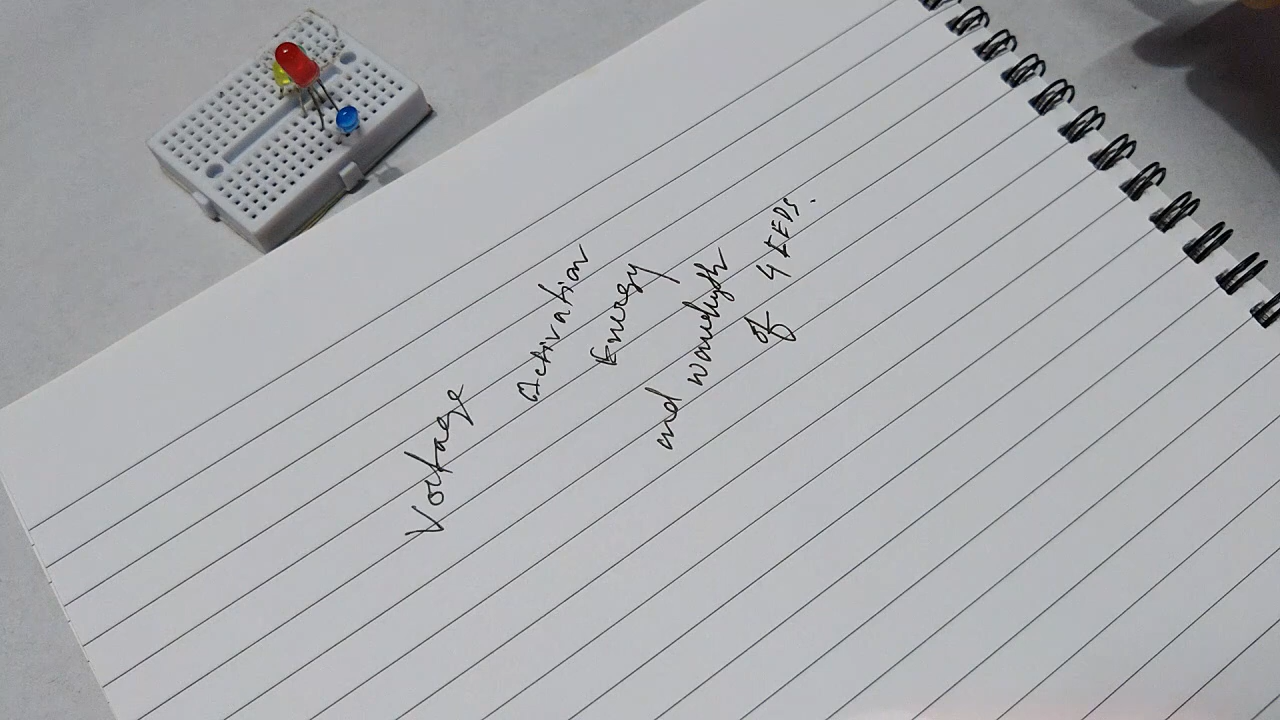 Voltage
Activation
Energy
and wavelength
of 4 LEDs.